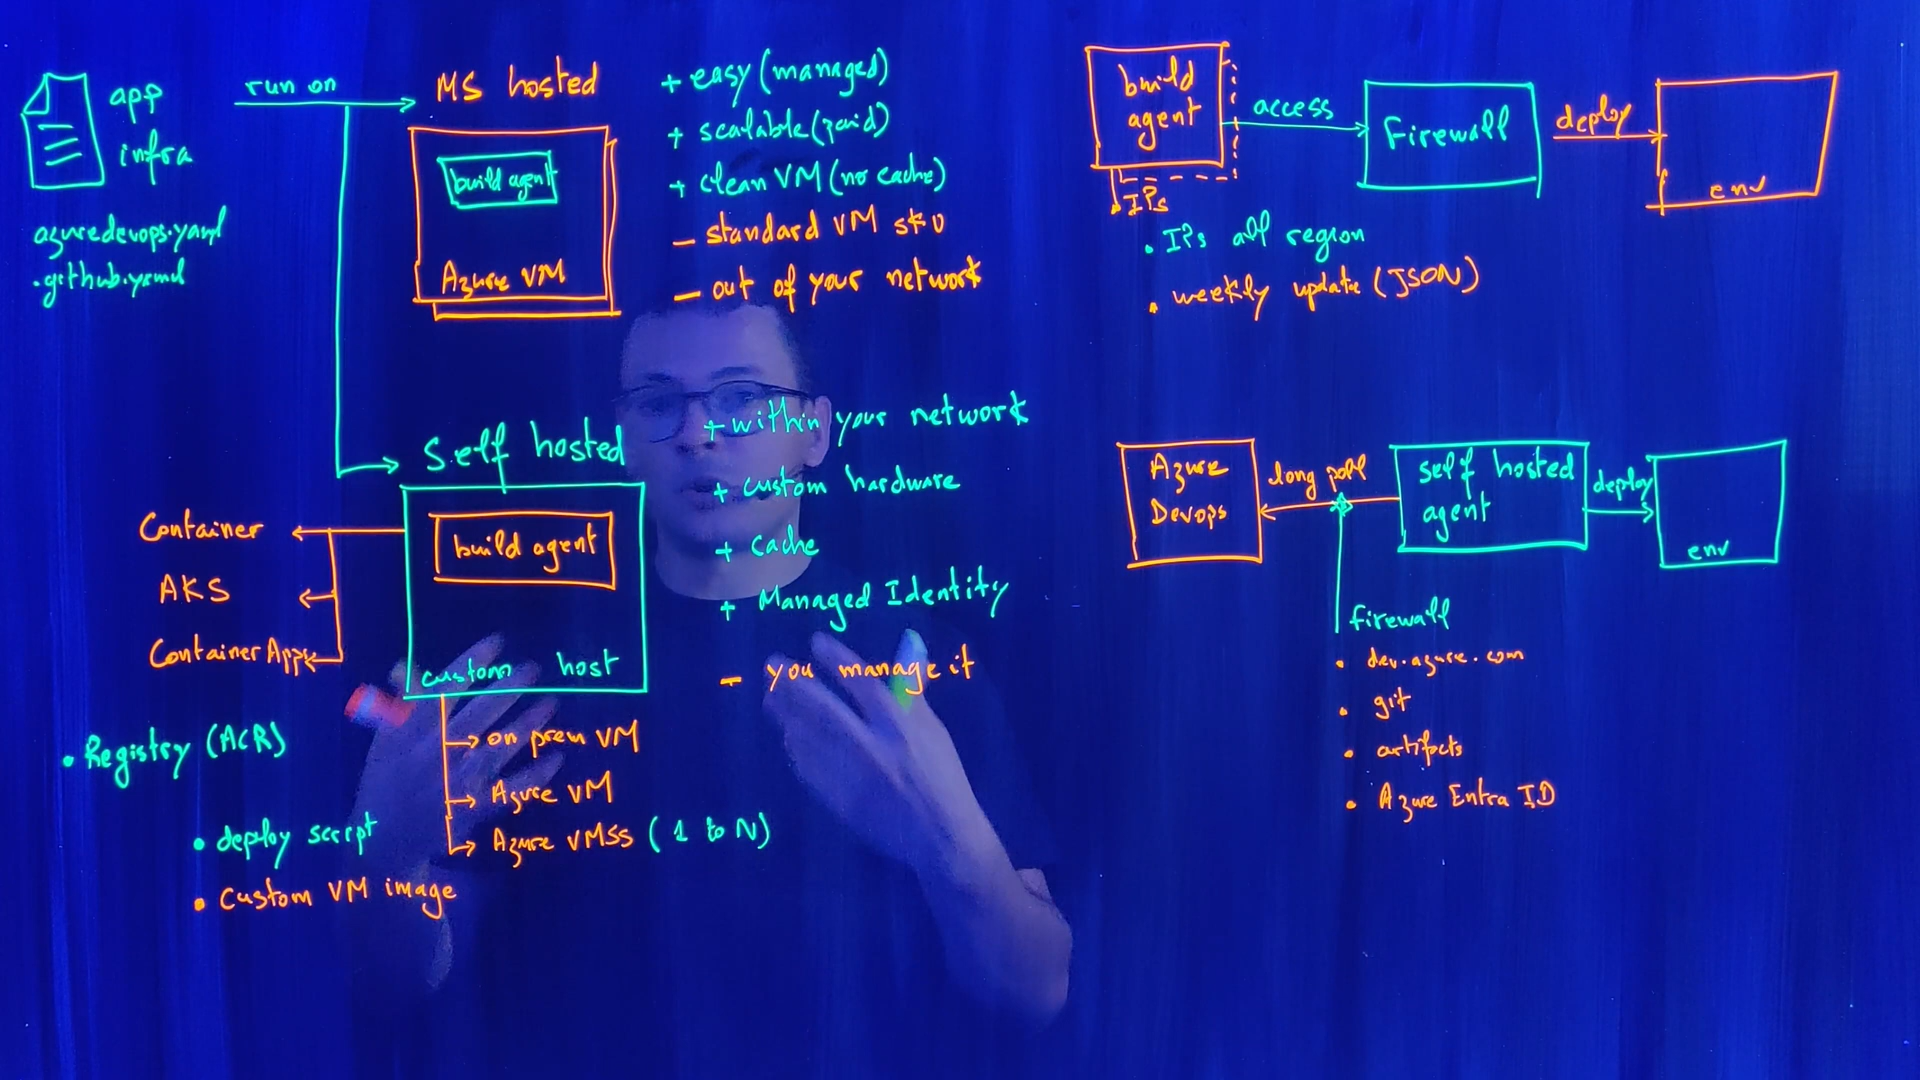 app
infra
azuredevops.yaml
.github.yaml
run on
MS hosted
build agent
Azure VM
+ easy (managed)
+ scalable (paid)
+ clean VM (no cache)
- standard VM SKU
- out of your network
self hosted
build agent
custom host
Container
AKS
Container Apps
• Registry (ACR)
• deploy script
• custom VM image
on prem VM
Azure VM
Azure VMSS (1 to N)
+ within your network
+ custom hardware
+ cache
+ Managed Identity
- you manage it
build
agent
IPs
access
Firewall
deploy
env
• IPs all region
• weekly update (JSON)
Azure
Devops
long poll
self hosted
agent
deploy
env
firewall
• dev.azure.com
• git
• artifacts
• Azure Entra ID